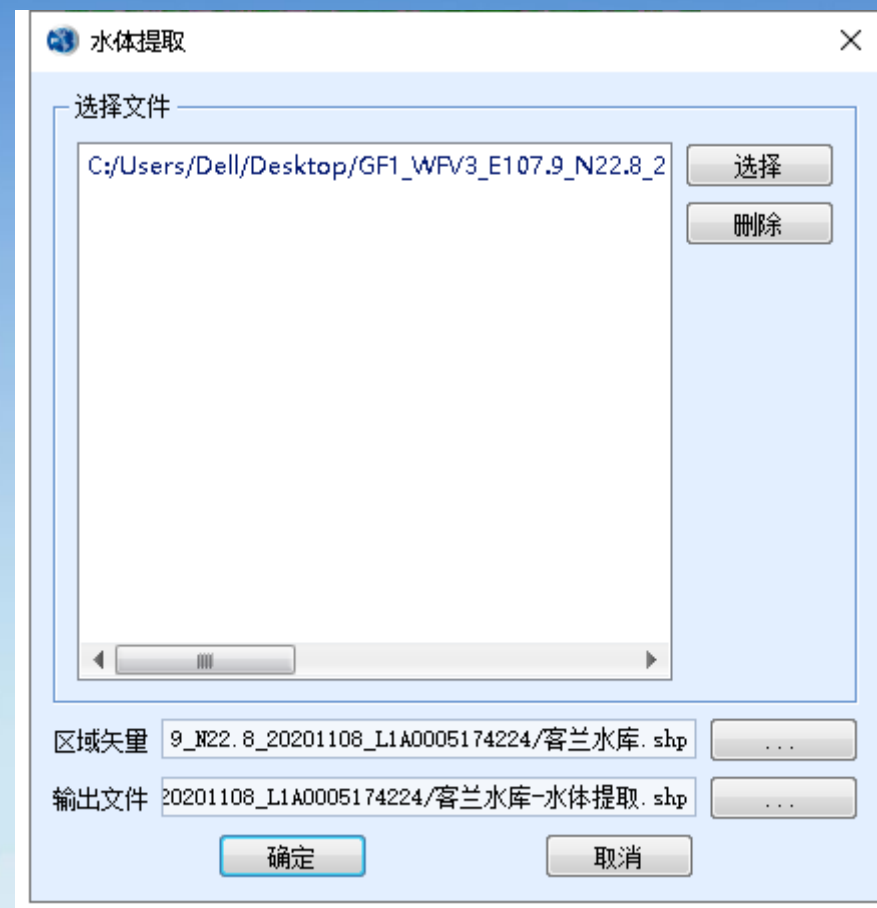 水体提取
选择文件
C:/Users/Dell/Desktop/GF1_WFV3_E107.9_N22.8_2
选择
删除
区域矢量 9_N22.8_20201108_L1A0005174224/客兰水库.shp ...
输出文件 20201108_L1A0005174224/客兰水库-水体提取.shp ...
确定 取消